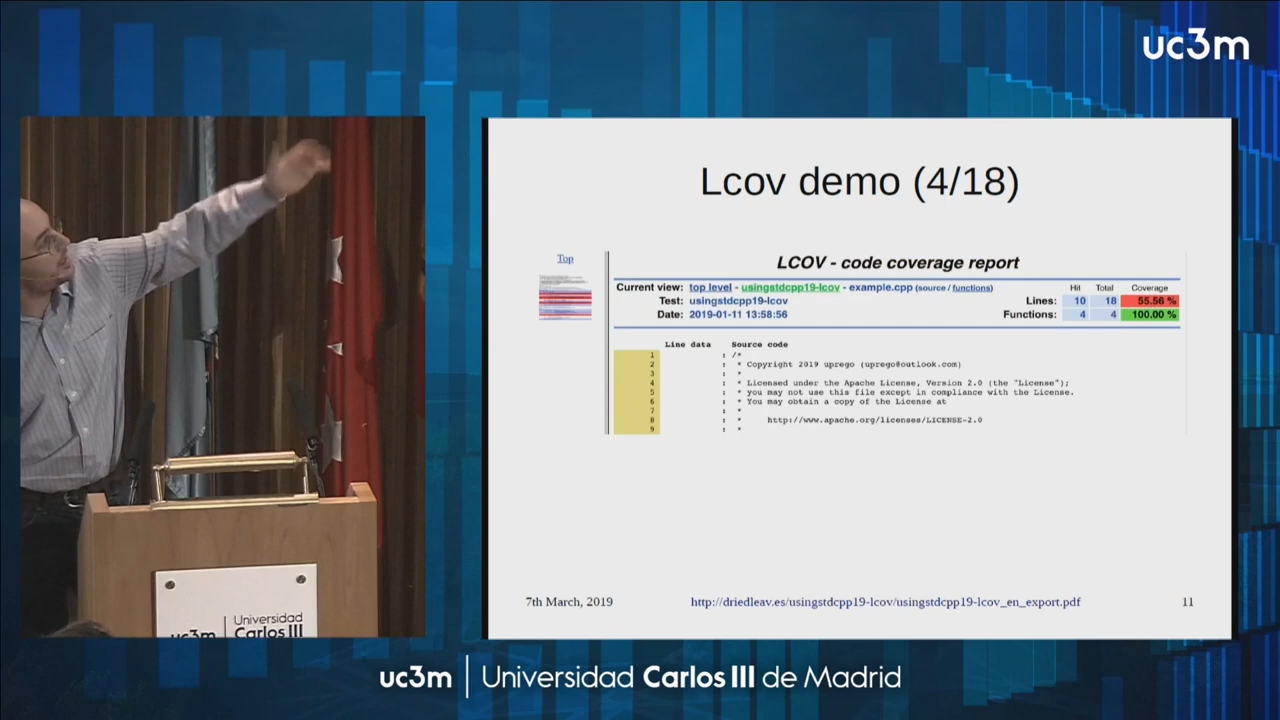 uc3m
Lcov demo (4/18)
Top
LCOV - code coverage report
Current view: top level - usingstdcpp19-lcov - example.cpp (source / functions)
Hit Total Coverage
Test: usingstdcpp19-lcov
Lines: 10 18 55.56 %
Date: 2019-01-11 13:58:56
Functions: 4 4 100.00 %
Line data Source code
1 : /*
2 : * Copyright 2019 uprego (uprego@outlook.com)
3 : *
4 : * Licensed under the Apache License, Version 2.0 (the "License");
5 : * you may not use this file except in compliance with the License.
6 : * You may obtain a copy of the License at
7 : *
8 : * http://www.apache.org/licenses/LICENSE-2.0
9 : *
7th March, 2019
http://driedleav.es/usingstdcpp19-lcov/usingstdcpp19-lcov_en_export.pdf
11
Universidad
uc3m Carlos III
uc3m | Universidad Carlos III de Madrid